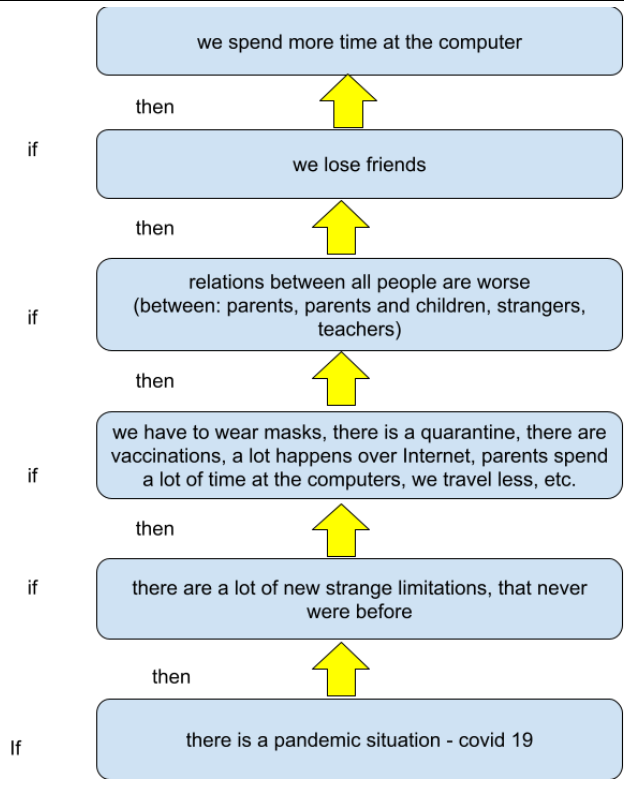 we spend more time at the computer
then
if
we lose friends
then
relations between all people are worse
(between: parents, parents and children, strangers,
teachers)
if
then
we have to wear masks, there is a quarantine, there are
vaccinations, a lot happens over Internet, parents spend
a lot of time at the computers, we travel less, etc.
if
then
if
there are a lot of new strange limitations, that never
were before
then
there is a pandemic situation - covid 19
If